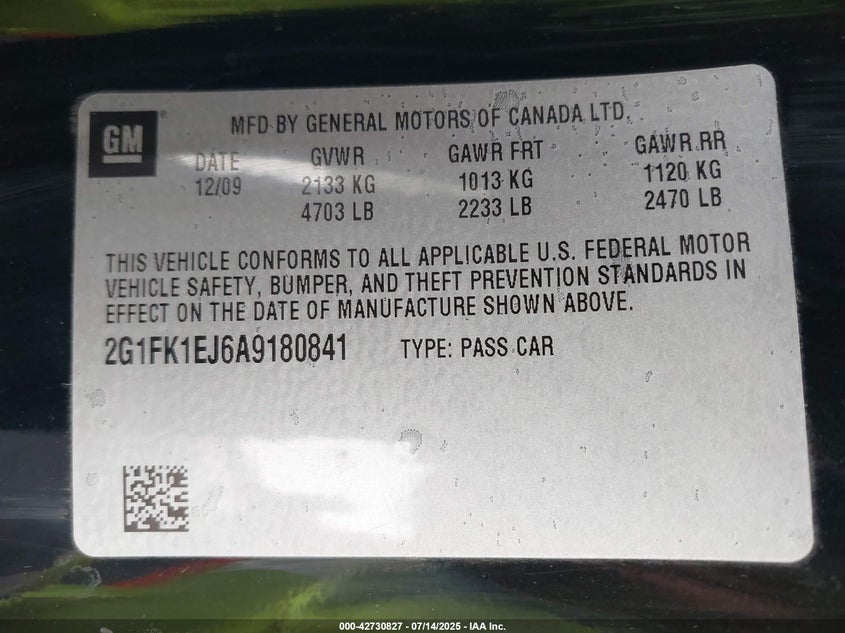 GM
MFD BY GENERAL MOTORS OF CANADA LTD.
DATE GVWR GAWR FRT GAWR RR
12/09 2133 KG 1013 KG 1120 KG
4703 LB 2233 LB 2470 LB
THIS VEHICLE CONFORMS TO ALL APPLICABLE U.S. FEDERAL MOTOR
VEHICLE SAFETY, BUMPER, AND THEFT PREVENTION STANDARDS IN
EFFECT ON THE DATE OF MANUFACTURE SHOWN ABOVE.
2G1FK1EJ6A9180841 TYPE: PASS CAR
000-42730827 - 07/14/2025 - IAA Inc.